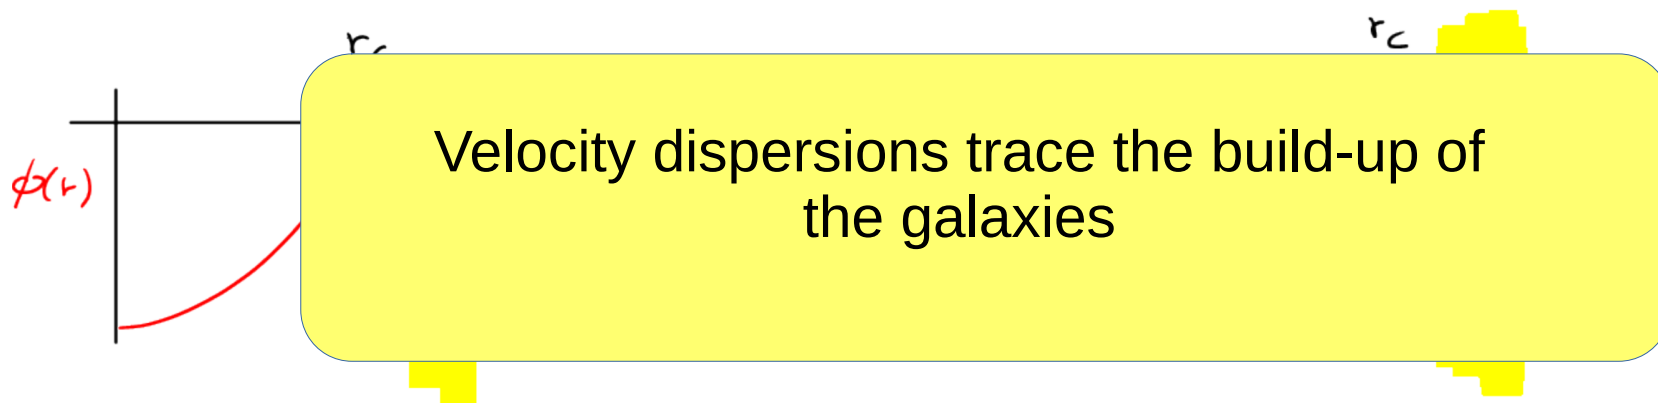 r_c
r_c
ϕ(r)
Velocity dispersions trace the build-up of
the galaxies